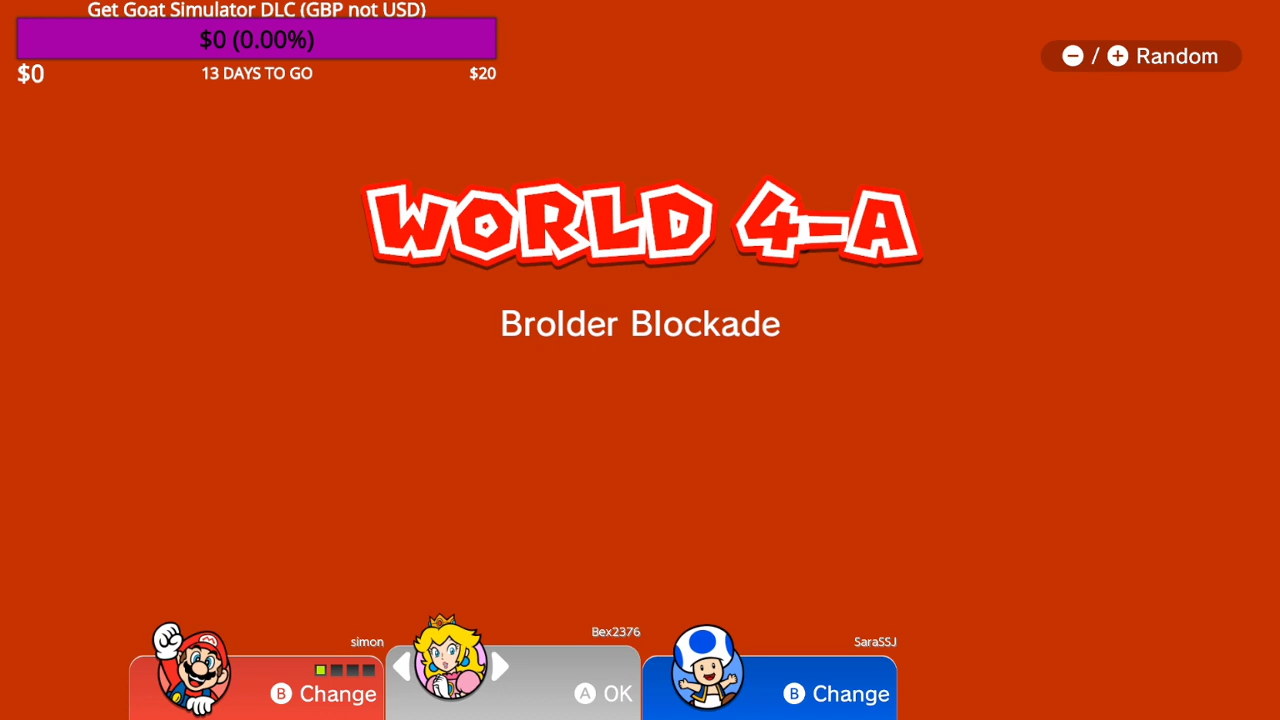 Get Goat Simulator DLC (GBP not USD)
$0 (0.00%)
$0 13 DAYS TO GO $20
− / + Random
WORLD 4-A
Brolder Blockade
simon
Bex2376
SaraSSJ
B Change
A OK
B Change